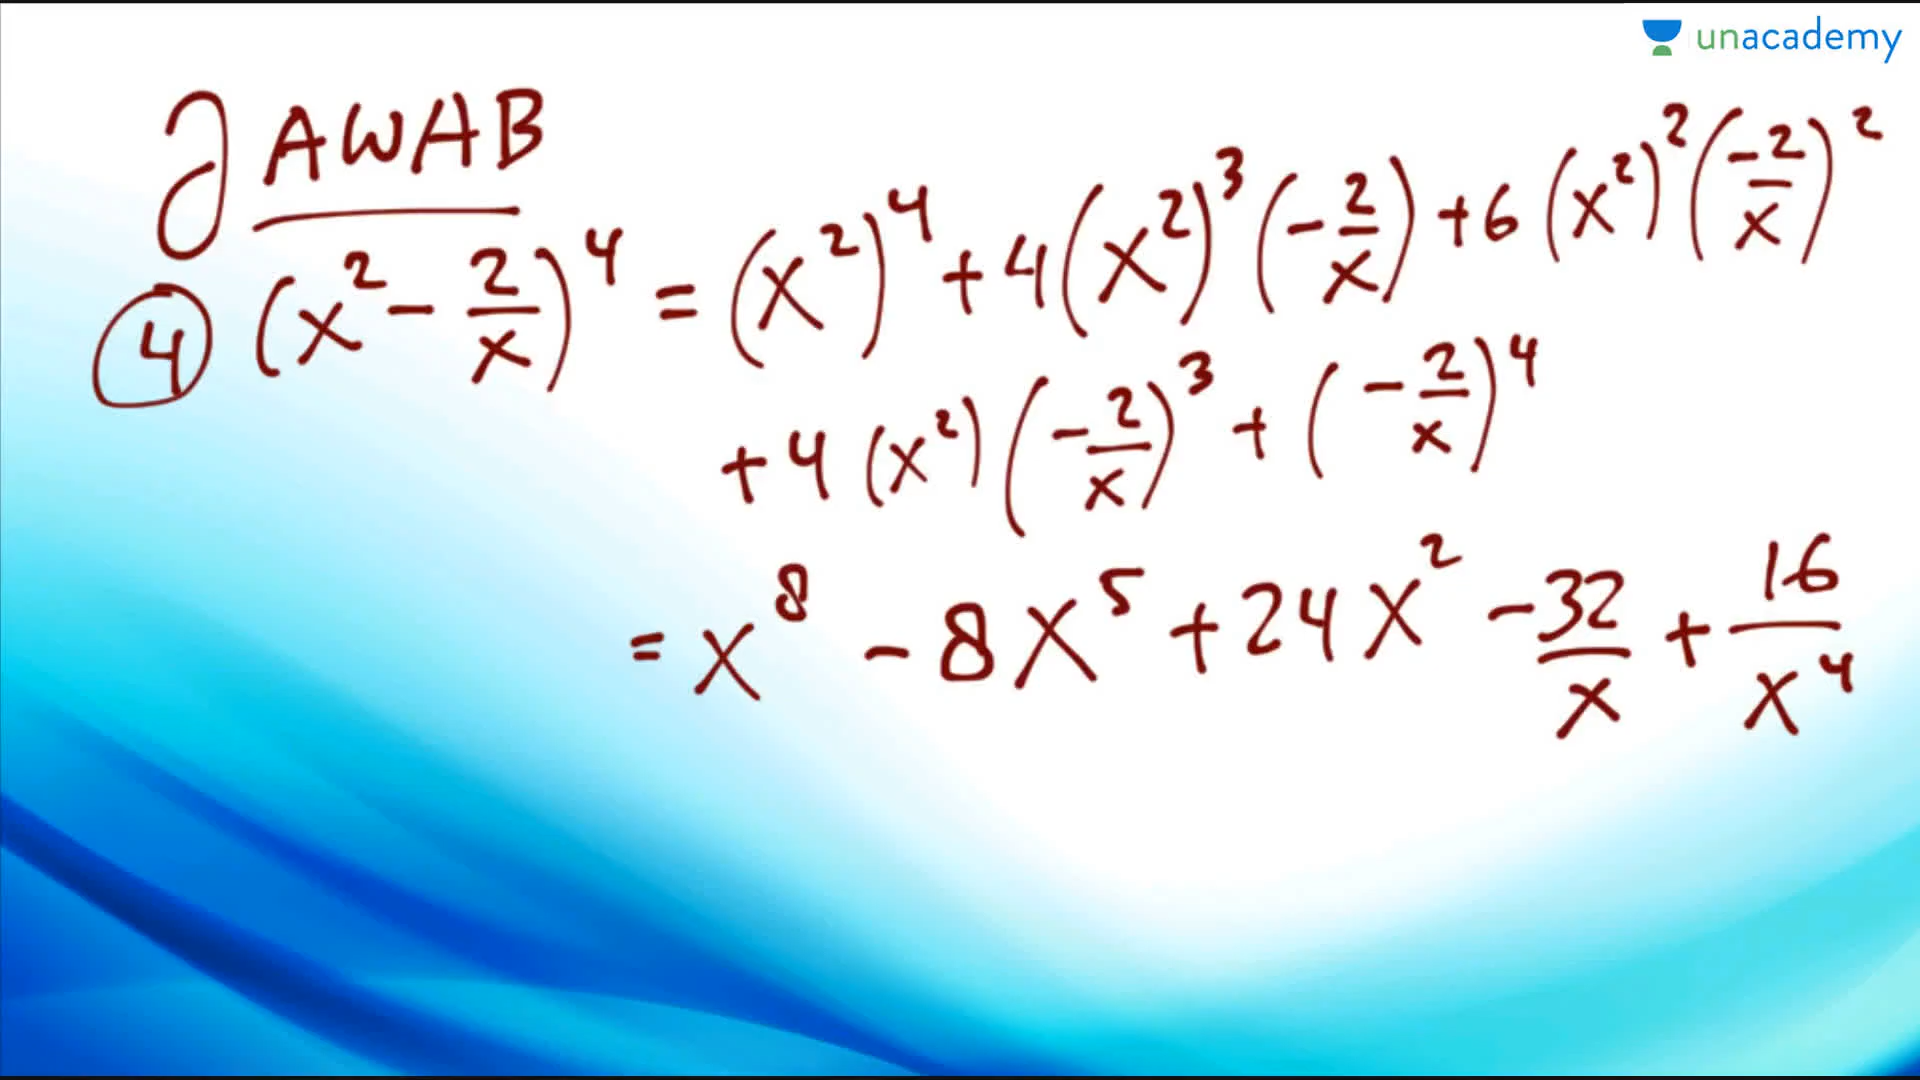 unacademy
JAWAB
④ (x² - 2/x)⁴ = (x²)⁴ + 4(x²)³(-2/x) + 6(x²)²(-2/x)²
+ 4(x²)(-2/x)³ + (-2/x)⁴
= x⁸ - 8x⁵ + 24x² - 32/x + 16/x⁴